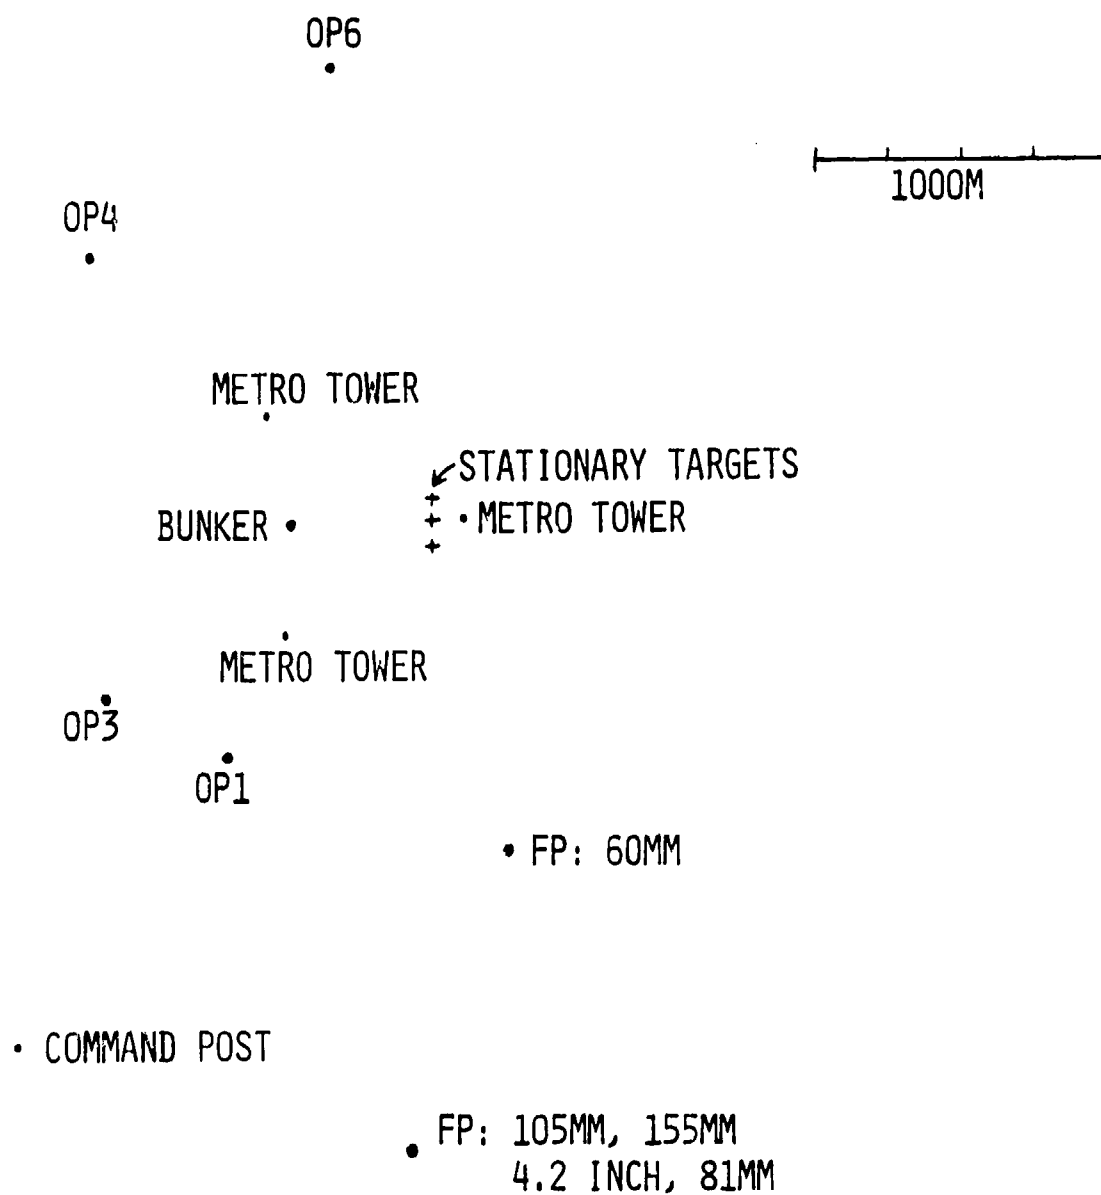 OP6
1000M
OP4
METRO TOWER
STATIONARY TARGETS
BUNKER
METRO TOWER
METRO TOWER
OP3
OP1
FP: 60MM
COMMAND POST
FP: 105MM, 155MM
4.2 INCH, 81MM